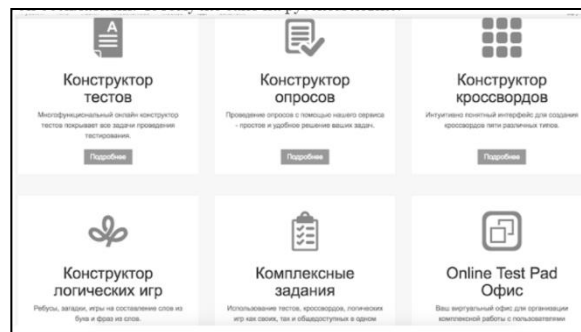 Конструктор
тестов
Многофункциональный онлайн конструктор
тестов покрывает все задачи проведения
тестирования.
Подробнее
Конструктор
опросов
Проведение опросов с помощью нашего сервиса
- простое и удобное решение ваших задач.
Подробнее
Конструктор
кроссвордов
Интуитивно понятный интерфейс для создания
кроссвордов пяти различных типов.
Подробнее
Конструктор
логических игр
Ребусы, загадки, игры на составление слов из
букв и фраз из слов.
Комплексные
задания
Использование тестов, кроссвордов, логических
игр как своих, так и общедоступных в одном
Online Test Pad
Офис
Ваш виртуальный офис для организации
комплексной работы с пользователями